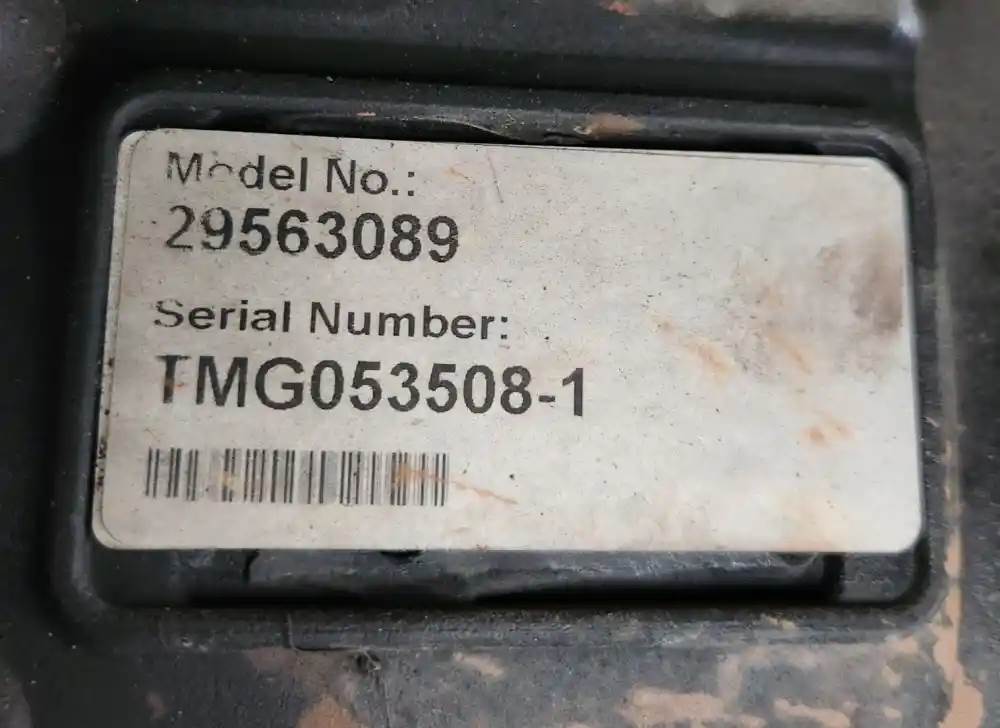 Model No.:
29563089
Serial Number:
TMG053508-1